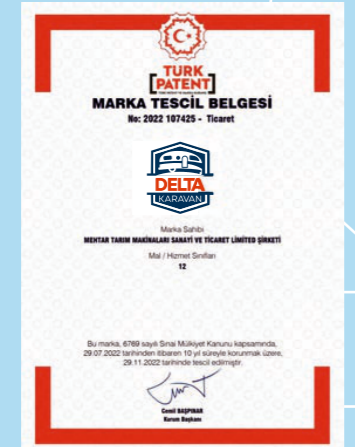 TÜRK
PATENT
MARKA TESCİL BELGESİ
No: 2022 107425 - Ticaret
DELTA
KARAVAN
Marka Sahibi
MEHTAR TARIM MAKİNALARI SANAYİ VE TİCARET LİMİTED ŞİRKETİ
Mal / Hizmet Sınıfları
12
Bu marka, 6769 sayılı Sınai Mülkiyet Kanunu kapsamında,
29.07.2022 tarihinden itibaren 10 yıl süreyle korunmak üzere,
29.11.2022 tarihinde tescil edilmiştir.
Cemil BAŞPINAR
Kurum Başkanı